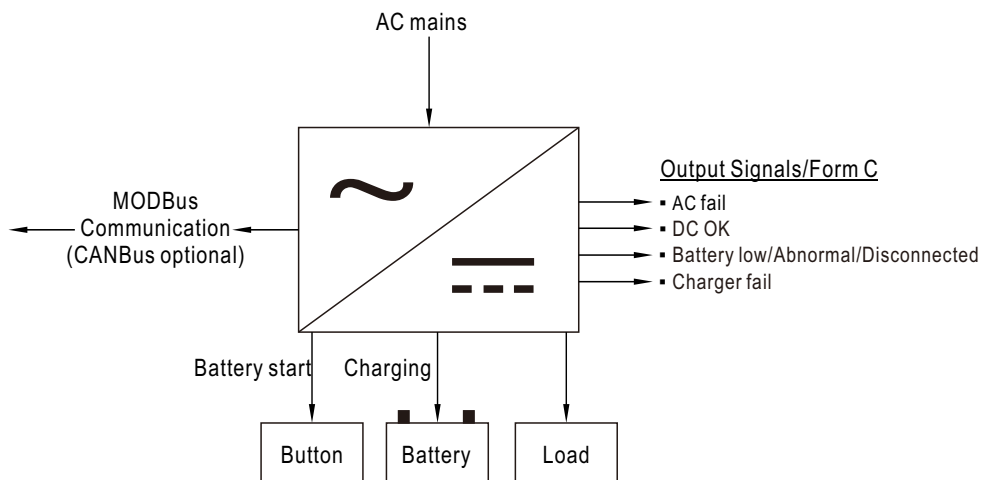 AC mains
MODBus
Communication
(CANBus optional)
Output Signals/Form C
▪ AC fail
▪ DC OK
▪ Battery low/Abnormal/Disconnected
▪ Charger fail
Battery start
Charging
Button
Battery
Load